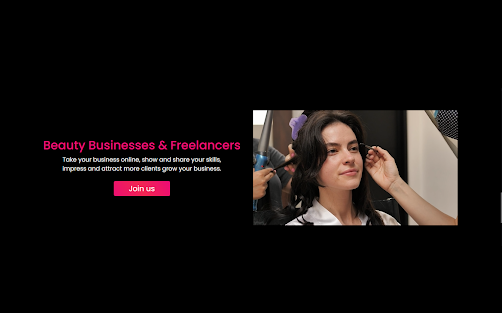 Beauty Businesses & Freelancers
Take your business online, show and share your skills,
impress and attract more clients grow your business.
Join us